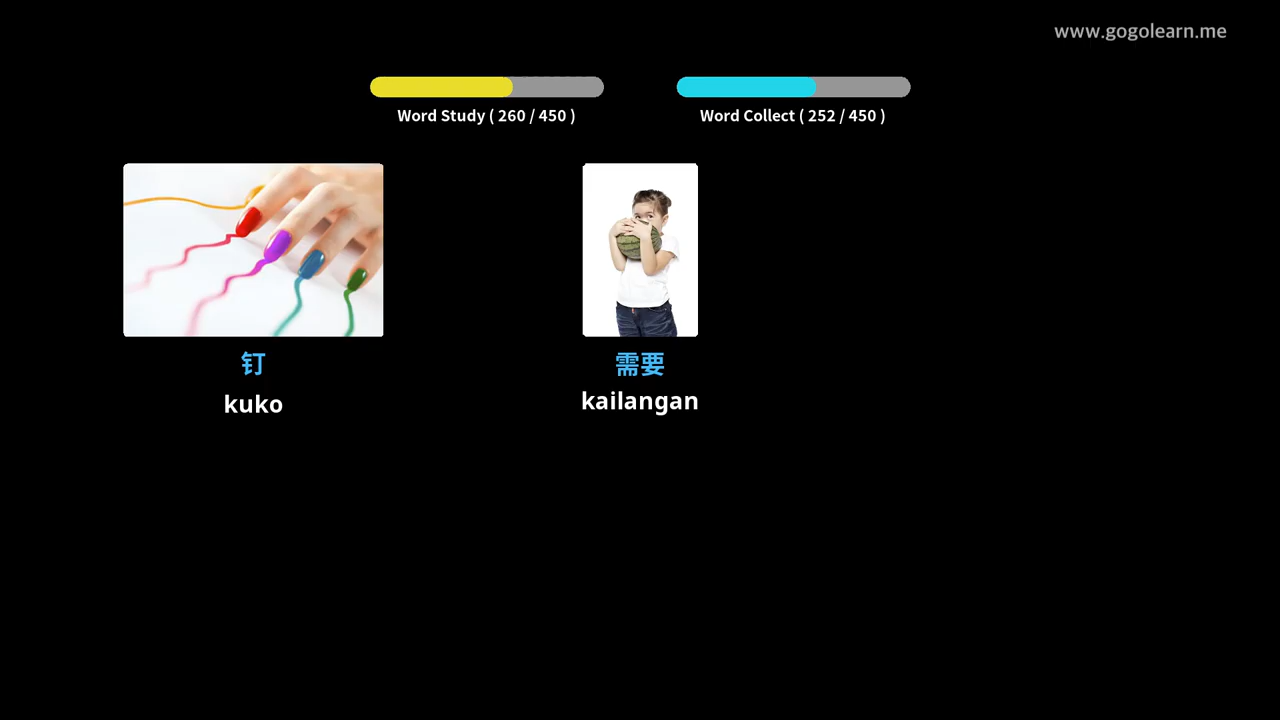 www.gogolearn.me
Word Study ( 260 / 450 )
Word Collect ( 252 / 450 )
钉
需要
kuko
kailangan